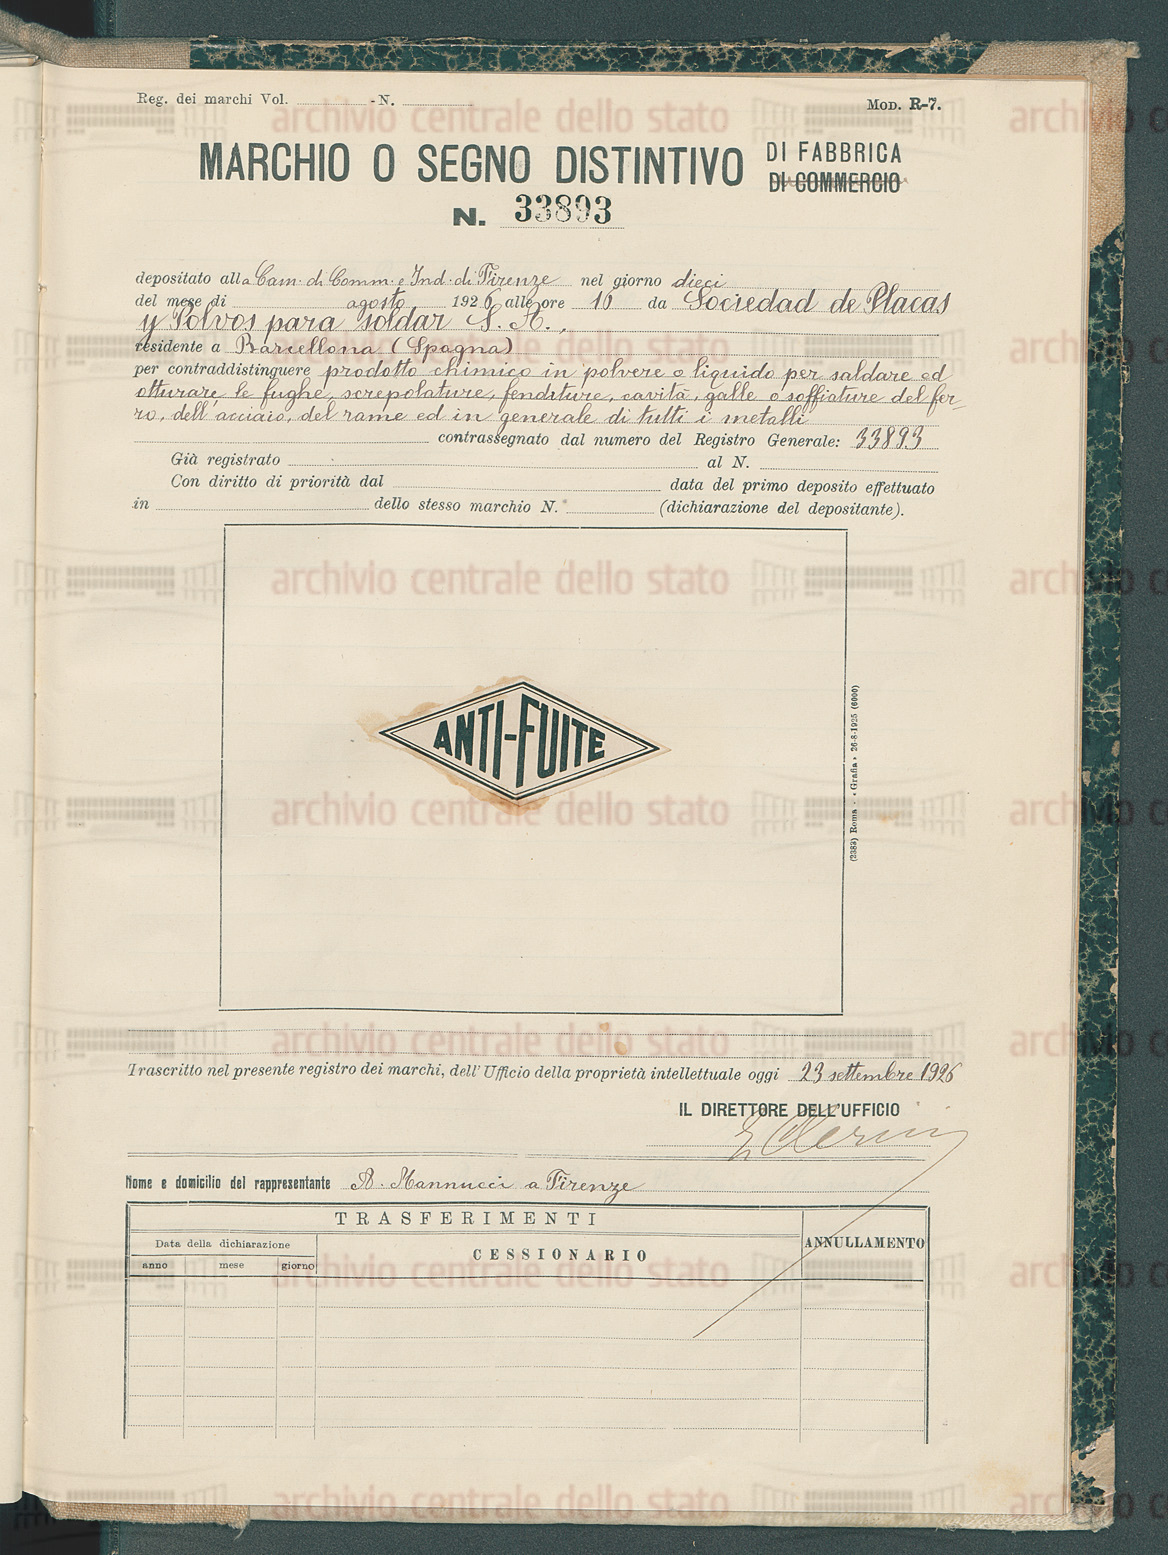 Reg. dei marchi Vol. - N.
MOD. R-7.
MARCHIO O SEGNO DISTINTIVO DI FABBRICA
DI COMMERCIO
N. 33893
depositato alla Cam. di Comm. e Ind. di Firenze nel giorno dieci
del mese di agosto 1926 alle ore 10 da Sociedad de Placas
y Polvos para soldar S. A.,
residente a Barcellona (Spagna)
per contraddistinguere prodotto chimico in polvere o liquido per saldare ed
otturare le fughe, screpolature, fenditure, cavità, galle o soffiature del fer-
ro, dell'acciaio, del rame ed in generale di tutti i metalli
contrassegnato dal numero del Registro Generale: 33893
Già registrato al N.
Con diritto di priorità dal data del primo deposito effettuato
in dello stesso marchio N. (dichiarazione del depositante).
ANTI-FUITE
(2383) Roma - «Grafia» 26-8-1925 (6000)
Trascritto nel presente registro dei marchi, dell'Ufficio della proprietà intellettuale oggi 23 settembre 1926
IL DIRETTORE DELL'UFFICIO
Nome e domicilio del rappresentante A. Mannucci a Firenze
TRASFERIMENTI
Data della dichiarazione
CESSIONARIO
ANNULLAMENTO
anno mese giorno
archivio centrale dello stato